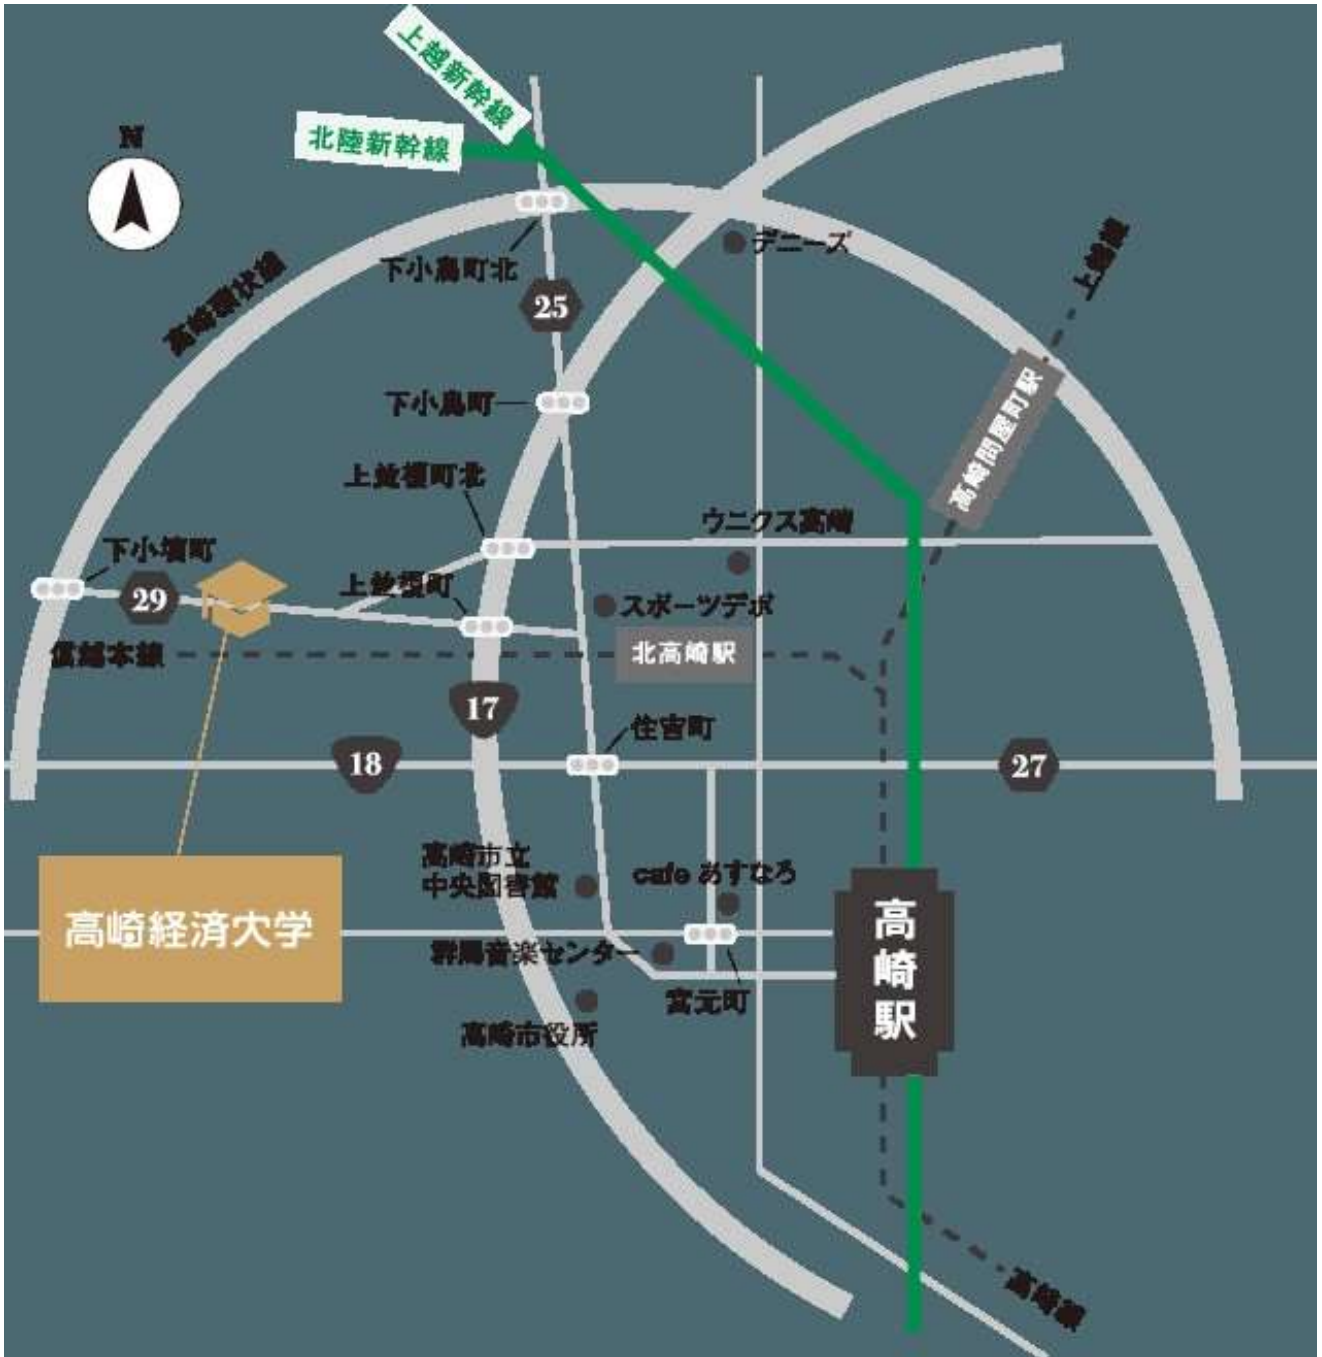 上越新幹線
北陸新幹線
N
デニーズ
下小鳥町北
高崎環状線
上越線
25
高崎問屋町駅
下小鳥町
上並榎町北
ウニクス高崎
下小塙町
上並榎町
29
スポーツデポ
信越本線
北高崎駅
17
住吉町
18
27
高崎市立
中央図書館
cafe あすなろ
高崎経済大学
高崎駅
群馬音楽センター
宮元町
高崎市役所
高崎線